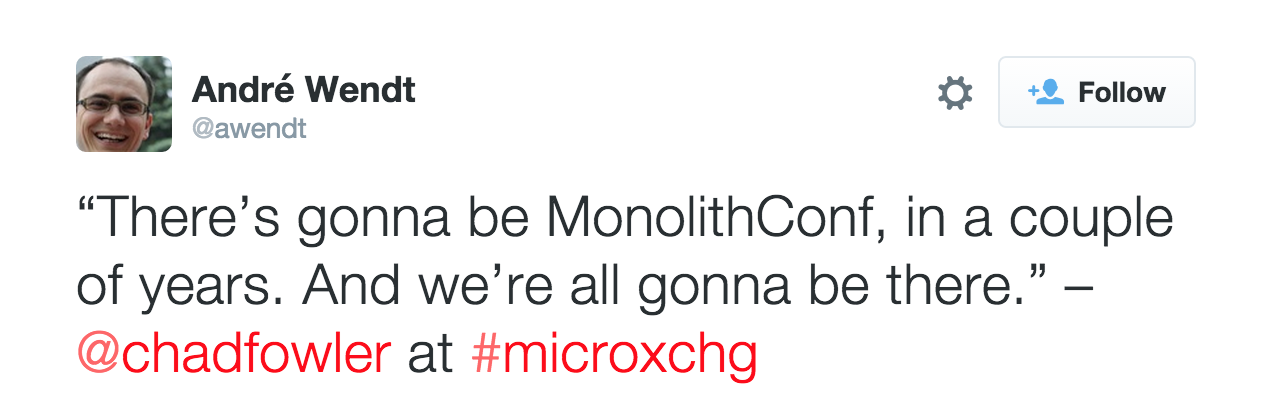 André Wendt
@awendt
Follow
“There’s gonna be MonolithConf, in a couple
of years. And we’re all gonna be there.” –
@chadfowler at #microxchg